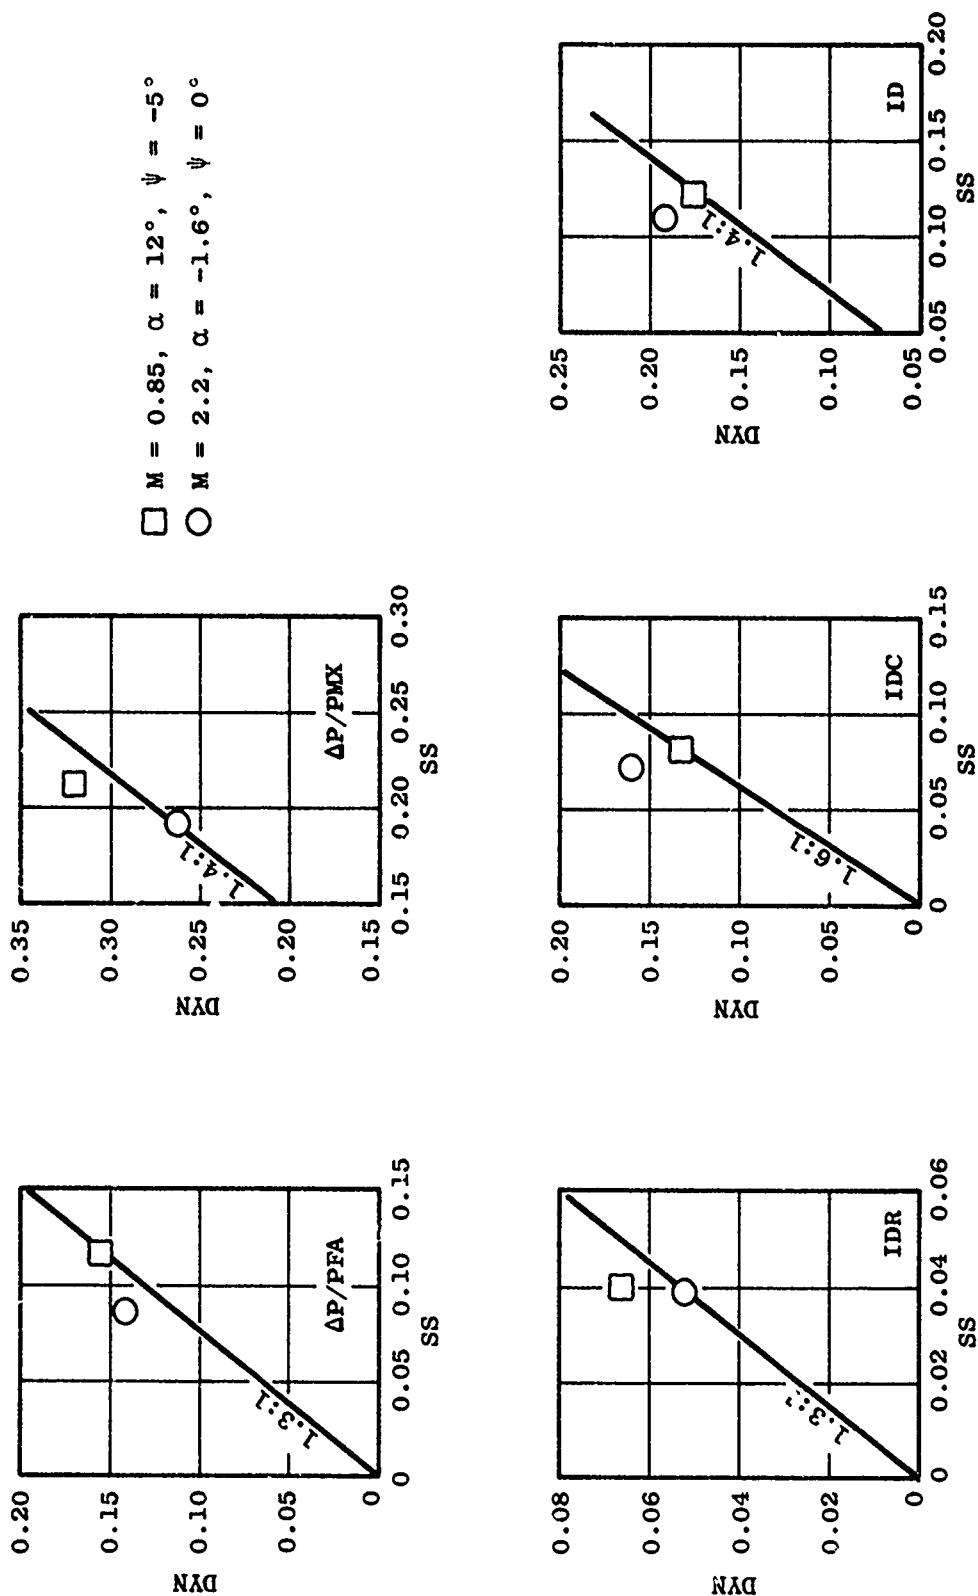 M = 0.85, α = 12°, ψ = -5°
M = 2.2, α = -1.6°, ψ = 0°
0.20
0.15
0.10
0.05
0
DYN
0
0.05
0.10
0.15
SS
1.3:1
ΔP/PFA
0.35
0.30
0.25
0.20
0.15
DYN
0.15
0.20
0.25
0.30
SS
1.4:1
ΔP/PMX
0.08
0.06
0.04
0.02
0
DYN
0
0.02
0.04
0.06
SS
1.3:1
IDR
0.20
0.15
0.10
0.05
0
DYN
0
0.05
0.10
0.15
SS
1.6:1
IDC
0.25
0.20
0.15
0.10
0.05
DYN
0.05
0.10
0.15
0.20
SS
1.4:1
ID